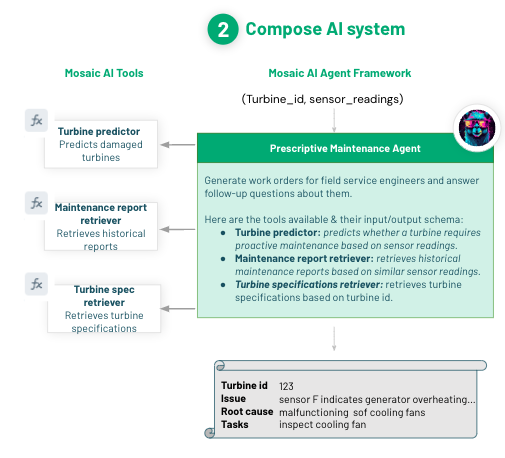 2 Compose AI system
Mosaic AI Tools
Mosaic AI Agent Framework
(Turbine_id, sensor_readings)
fx
Turbine predictor
Predicts damaged
turbines
fx
Maintenance report
retriever
Retrieves historical
reports
fx
Turbine spec
retriever
Retrieves turbine
specifications
Prescriptive Maintenance Agent
Generate work orders for field service engineers and answer
follow-up questions about them.
Here are the tools available & their input/output schema:
● Turbine predictor: predicts whether a turbine requires
proactive maintenance based on sensor readings.
● Maintenance report retriever: retrieves historical
maintenance reports based on similar sensor readings.
● Turbine specifications retriever: retrieves turbine
specifications based on turbine id.
Turbine id 123
Issue sensor F indicates generator overheating...
Root cause malfunctioning sof cooling fans
Tasks inspect cooling fan